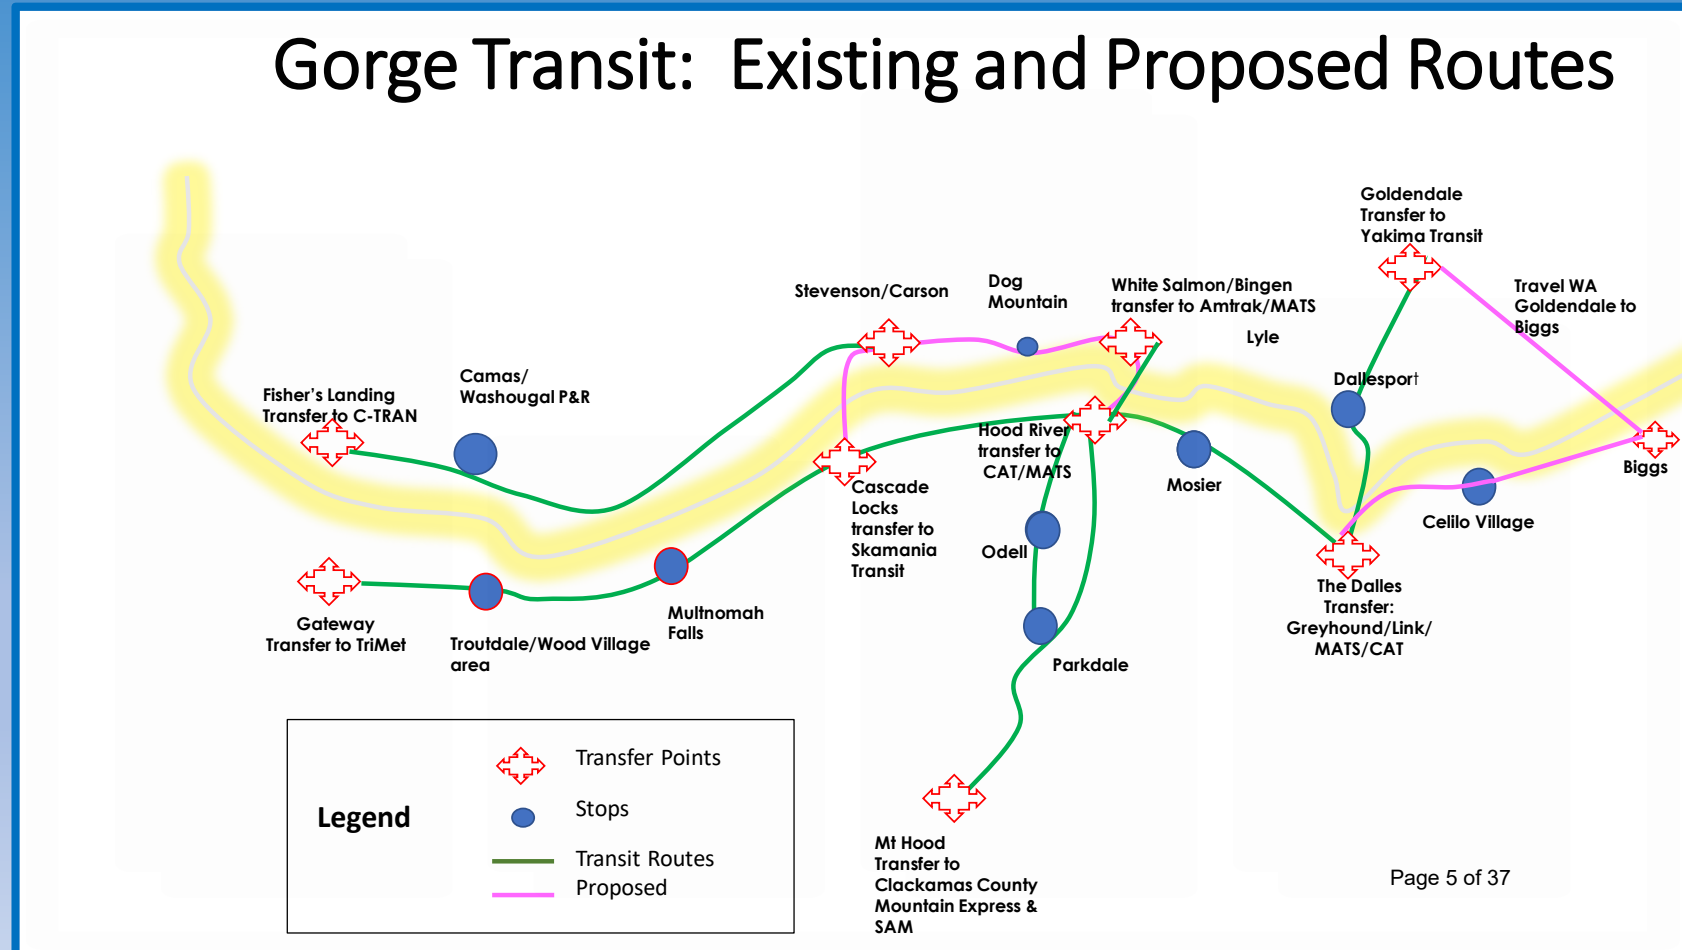 Gorge Transit:  Existing and Proposed Routes
Goldendale
Transfer to
Yakima Transit
Stevenson/Carson
Dog
Mountain
White Salmon/Bingen
transfer to Amtrak/MATS
Lyle
Travel WA
Goldendale to
Biggs
Fisher's Landing
Transfer to C-TRAN
Camas/
Washougal P&R
Dallesport
Hood River
transfer to
CAT/MATS
Mosier
Biggs
Cascade
Locks
transfer to
Skamania
Transit
Celilo Village
Odell
Gateway
Transfer to TriMet
Troutdale/Wood Village
area
Multnomah
Falls
Parkdale
The Dalles
Transfer:
Greyhound/Link/
MATS/CAT
Legend
Transfer Points
Stops
Transit Routes
Proposed
Mt Hood
Transfer to
Clackamas County
Mountain Express &
SAM
Page 5 of 37